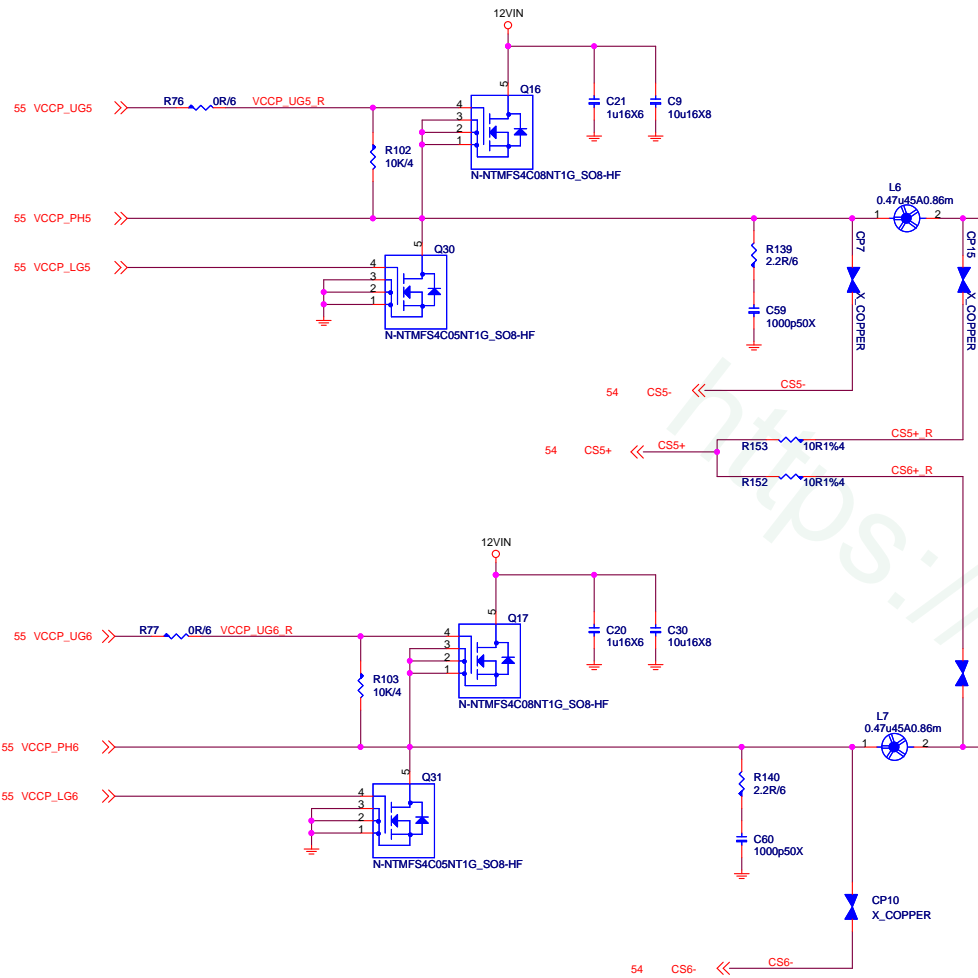 12VIN
5
Q16
55 VCCP_UG5
R76
0R/6
VCCP_UG5_R
4
3
2
1
C21
1u16X6
C9
10u16X8
R102
10K/4
N-NTMFS4C08NT1G_SO8-HF
55 VCCP_PH5
L6
0.47u45A0.86m
1
2
5
Q30
55 VCCP_LG5
4
3
2
1
N-NTMFS4C05NT1G_SO8-HF
R139
2.2R/6
C59
1000p50X
CP7
X_COPPER
CP15
X_COPPER
54 CS5-
CS5-
54 CS5+
CS5+
R153
10R1%4
CS5+_R
R152
10R1%4
CS6+_R
https://
12VIN
5
Q17
55 VCCP_UG6
R77
0R/6
VCCP_UG6_R
4
3
2
1
C20
1u16X6
C30
10u16X8
R103
10K/4
N-NTMFS4C08NT1G_SO8-HF
55 VCCP_PH6
L7
0.47u45A0.86m
1
2
5
Q31
55 VCCP_LG6
4
3
2
1
N-NTMFS4C05NT1G_SO8-HF
R140
2.2R/6
C60
1000p50X
CP10
X_COPPER
54 CS6-
CS6-